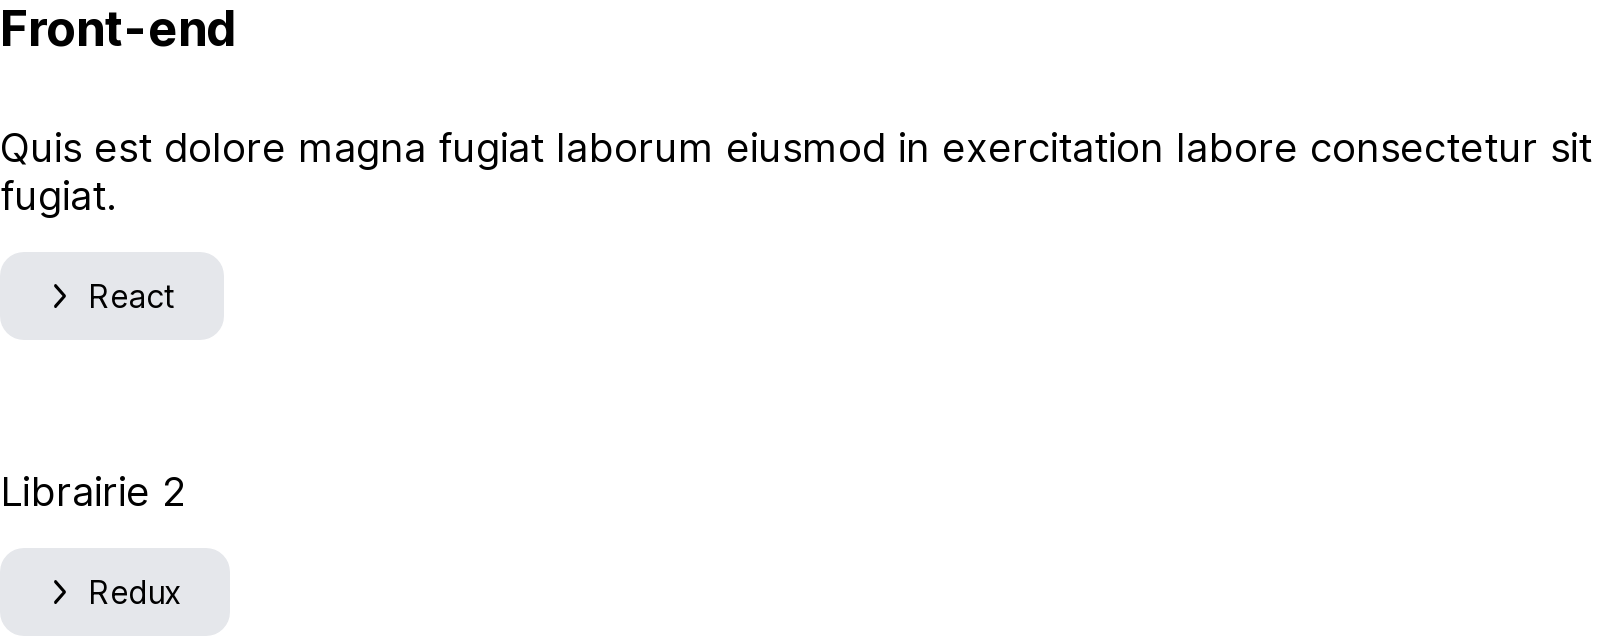 Front-end
Quis est dolore magna fugiat laborum eiusmod in exercitation labore consectetur sit
fugiat.
React
Librairie 2
Redux